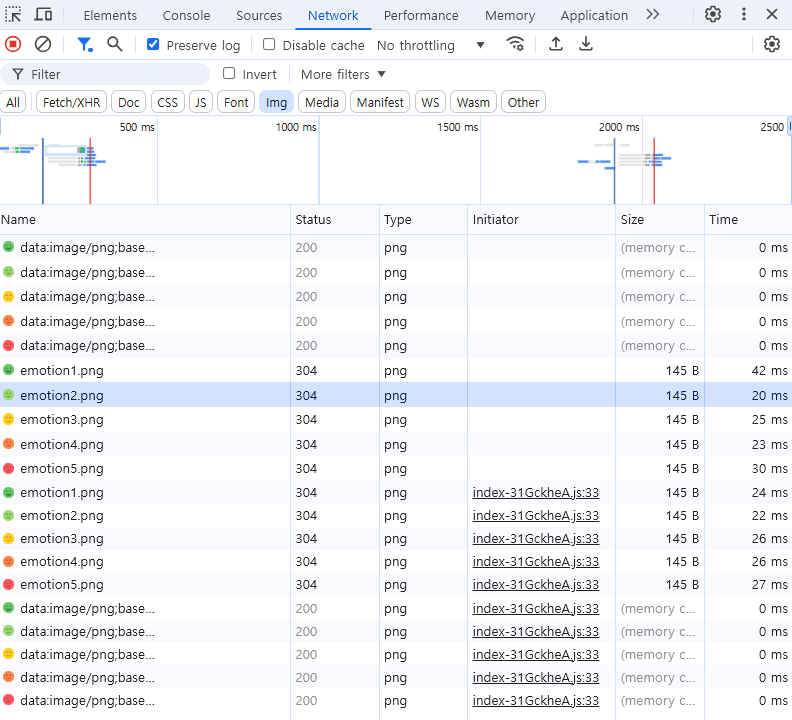 Elements Console Sources Network Performance Memory Application
Preserve log Disable cache No throttling
Filter Invert More filters
All Fetch/XHR Doc CSS JS Font Img Media Manifest WS Wasm Other
500 ms 1000 ms 1500 ms 2000 ms 2500
Name Status Type Initiator Size Time
data:image/png;base... 200 png (memory c... 0 ms
data:image/png;base... 200 png (memory c... 0 ms
data:image/png;base... 200 png (memory c... 0 ms
data:image/png;base... 200 png (memory c... 0 ms
data:image/png;base... 200 png (memory c... 0 ms
emotion1.png 304 png 145 B 42 ms
emotion2.png 304 png 145 B 20 ms
emotion3.png 304 png 145 B 25 ms
emotion4.png 304 png 145 B 23 ms
emotion5.png 304 png 145 B 30 ms
emotion1.png 304 png index-31GckheA.js:33 145 B 24 ms
emotion2.png 304 png index-31GckheA.js:33 145 B 22 ms
emotion3.png 304 png index-31GckheA.js:33 145 B 26 ms
emotion4.png 304 png index-31GckheA.js:33 145 B 26 ms
emotion5.png 304 png index-31GckheA.js:33 145 B 27 ms
data:image/png;base... 200 png index-31GckheA.js:33 (memory c... 0 ms
data:image/png;base... 200 png index-31GckheA.js:33 (memory c... 0 ms
data:image/png;base... 200 png index-31GckheA.js:33 (memory c... 0 ms
data:image/png;base... 200 png index-31GckheA.js:33 (memory c... 0 ms
data:image/png;base... 200 png index-31GckheA.js:33 (memory c... 0 ms